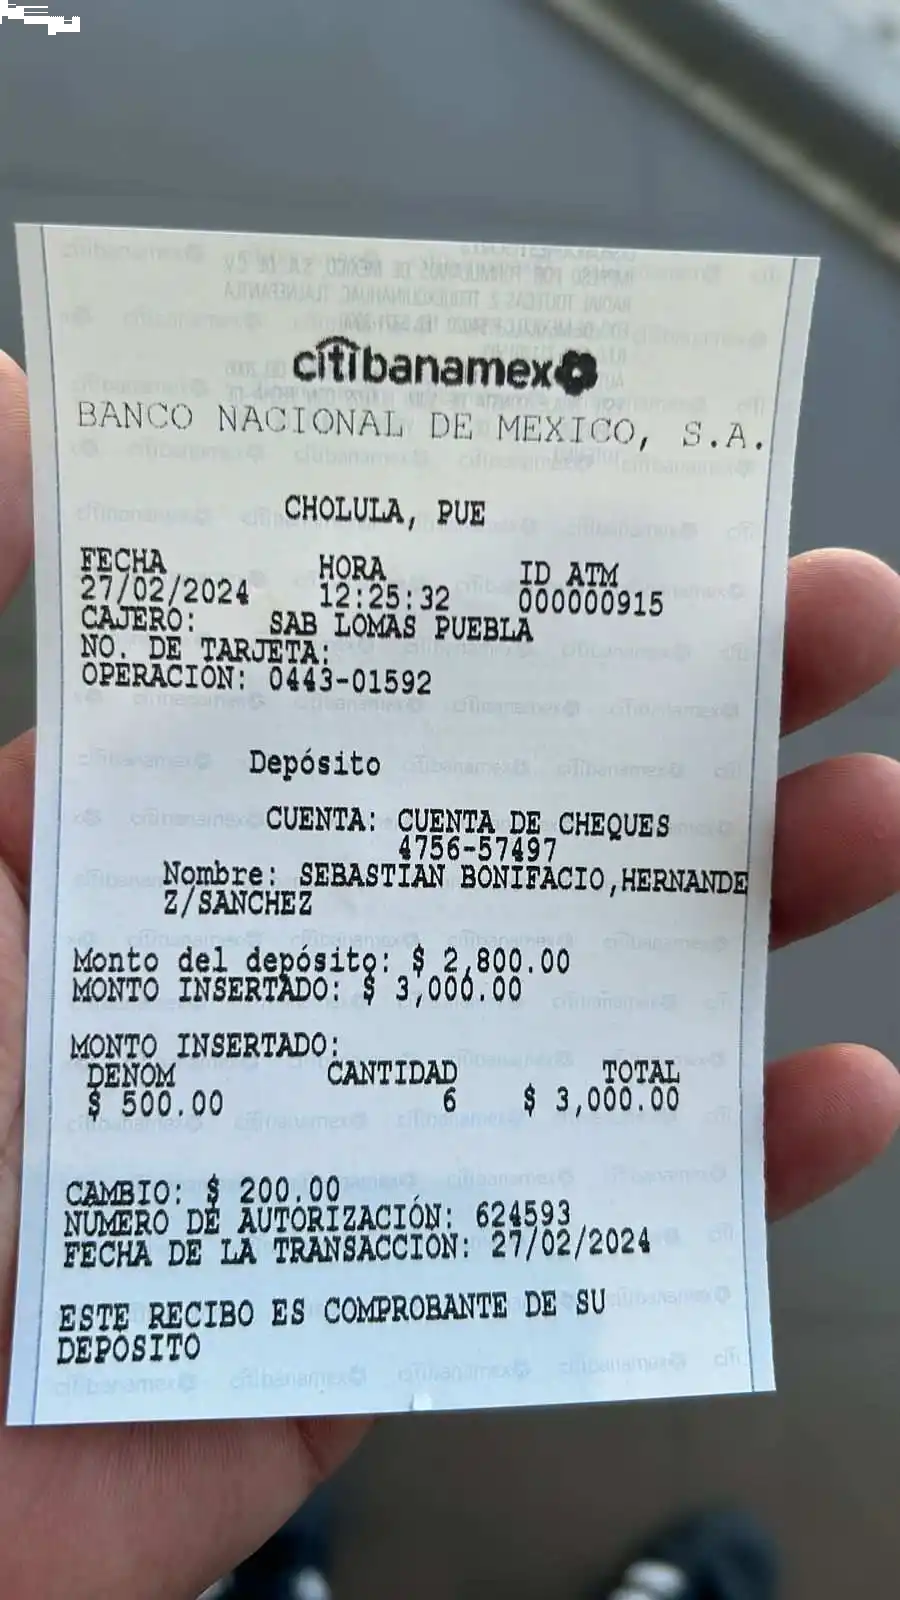 citibanamex
BANCO NACIONAL DE MEXICO, S.A.
CHOLULA, PUE
FECHA HORA ID ATM
27/02/2024 12:25:32 000000915
CAJERO: SAB LOMAS PUEBLA
NO. DE TARJETA:
OPERACIÓN: 0443-01592
Depósito
CUENTA: CUENTA DE CHEQUES
4756-57497
Nombre: SEBASTIAN BONIFACIO,HERNANDE
Z/SANCHEZ
Monto del depósito: $ 2,800.00
MONTO INSERTADO: $ 3,000.00
MONTO INSERTADO:
DENOM CANTIDAD TOTAL
$ 500.00 6 $ 3,000.00
CAMBIO: $ 200.00
NUMERO DE AUTORIZACIÓN: 624593
FECHA DE LA TRANSACCIÓN: 27/02/2024
ESTE RECIBO ES COMPROBANTE DE SU
DEPÓSITO